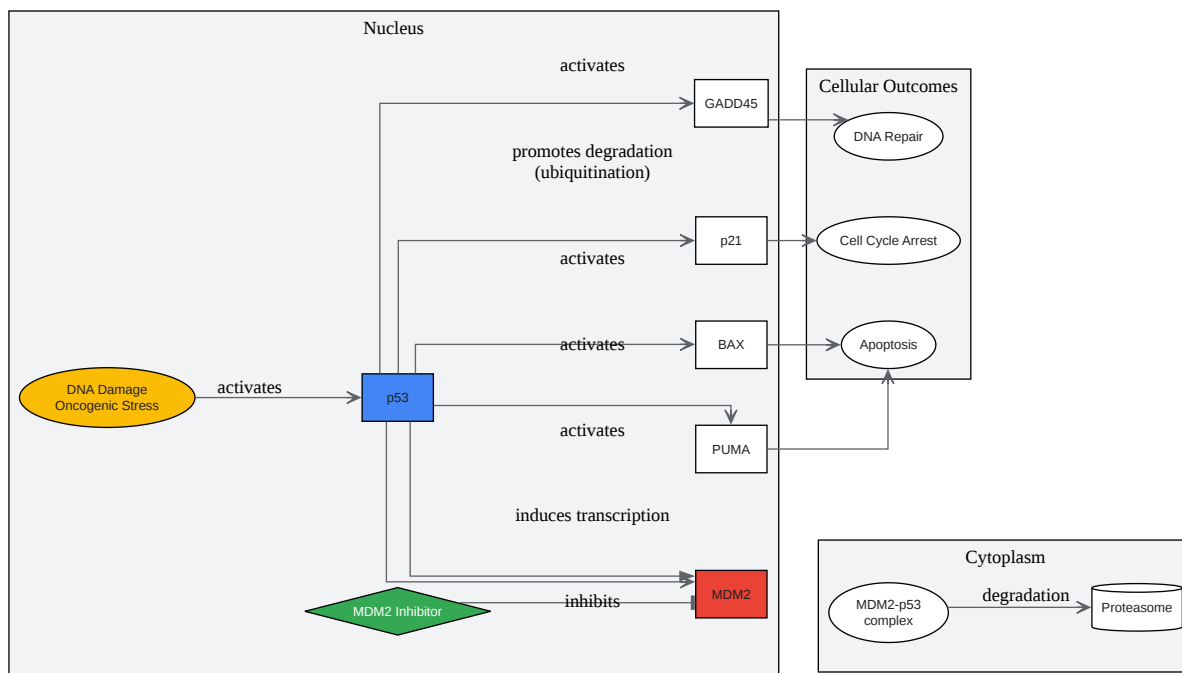 Nucleus
activates
GADD45
Cellular Outcomes
DNA Repair
promotes degradation
(ubiquitination)
p21
Cell Cycle Arrest
activates
activates
BAX
Apoptosis
DNA Damage
Oncogenic Stress
activates
p53
activates
PUMA
induces transcription
MDM2 Inhibitor
inhibits
MDM2
Cytoplasm
MDM2-p53
complex
degradation
Proteasome